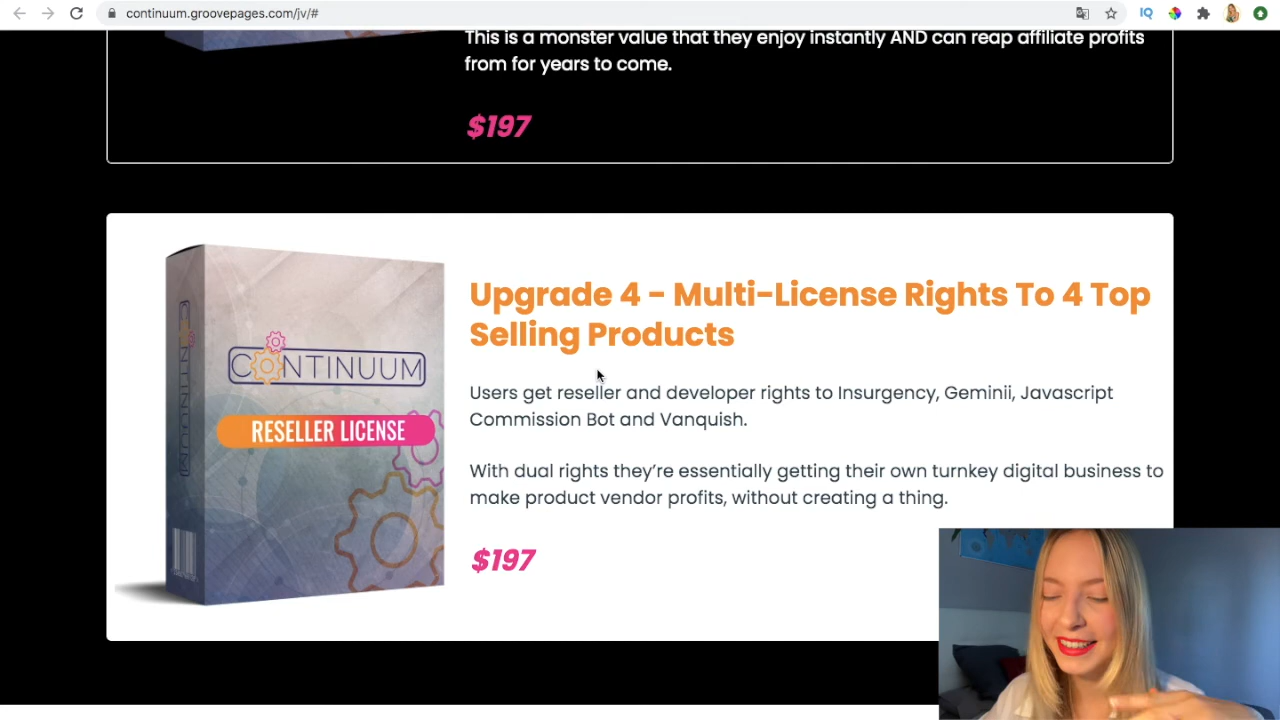 continuum.groovepages.com/jv/#
IQ
This is a monster value that they enjoy instantly AND can reap affiliate profits
from for years to come.
$197
CONTINUUM
CONTINUUM
RESELLER LICENSE
Upgrade 4 - Multi-License Rights To 4 Top
Selling Products
Users get reseller and developer rights to Insurgency, Geminii, Javascript
Commission Bot and Vanquish.
With dual rights they’re essentially getting their own turnkey digital business to
make product vendor profits, without creating a thing.
$197